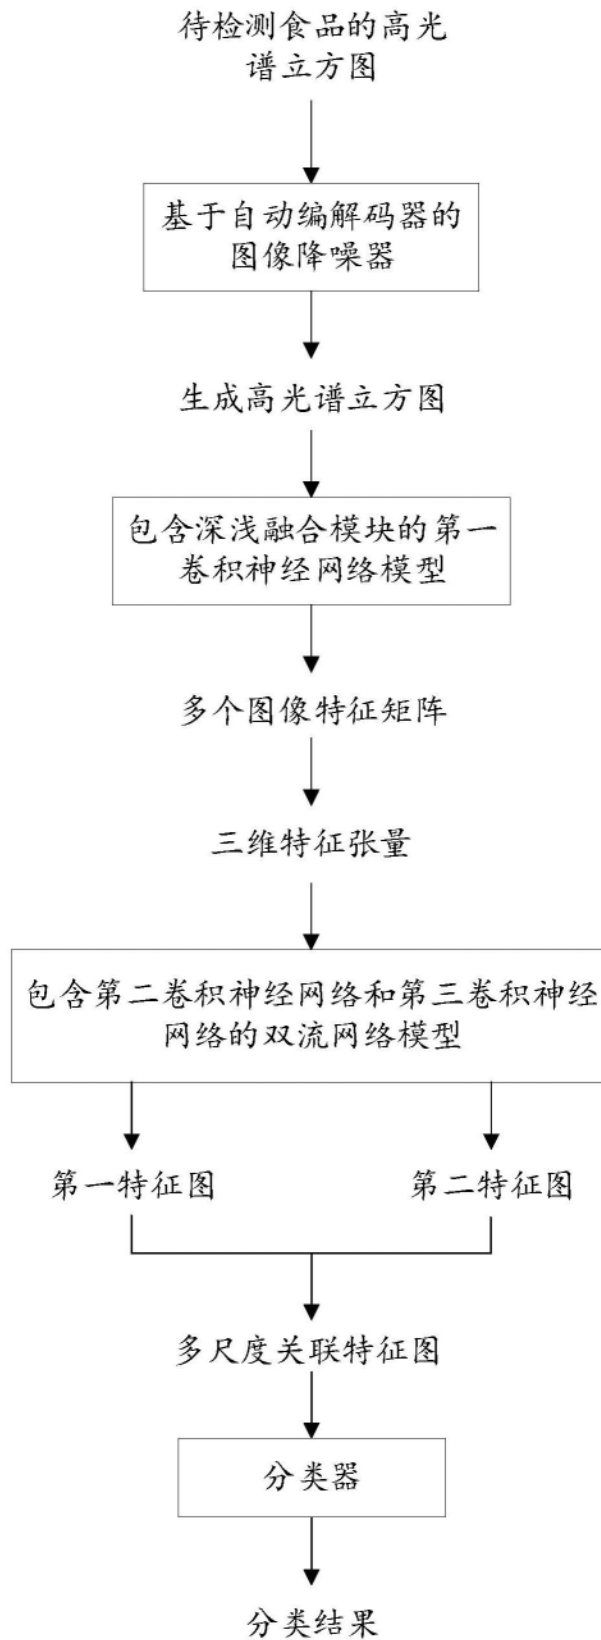 待检测食品的高光
谱立方图
基于自动编解码器的
图像降噪器
生成高光谱立方图
包含深浅融合模块的第一
卷积神经网络模型
多个图像特征矩阵
三维特征张量
包含第二卷积神经网络和第三卷积神经
网络的双流网络模型
第一特征图
第二特征图
多尺度关联特征图
分类器
分类结果